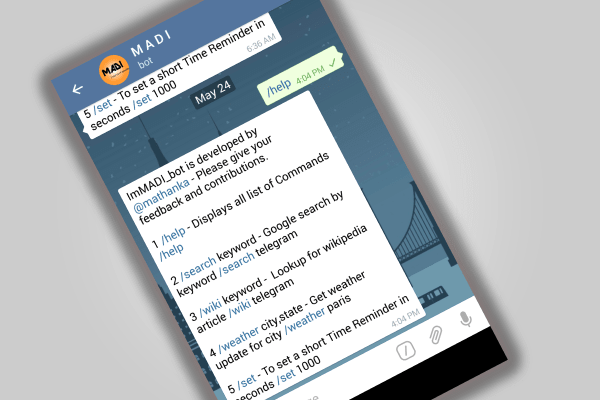 M A D I
bot
MADI
5 /set - To set a short Time Reminder in
seconds /set 1000
6:36 AM
May 24
/help 4:04 PM
ImMADI_bot is developed by
@mathanka - Please give your
feedback and contributions.
1 /help - Displays all list of Commands
/help
2 /search keyword - Google search by
keyword /search telegram
3 /wiki keyword - Lookup for wikipedia
article /wiki telegram
4 /weather city,state - Get weather
update for city /weather paris
5 /set - To set a short Time Reminder in
seconds /set 1000
4:04 PM